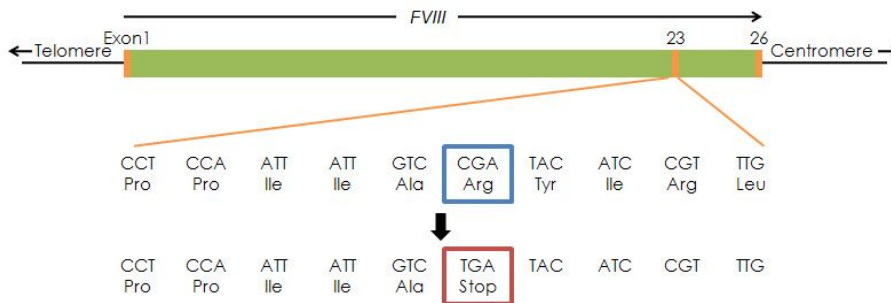 FVIII
Exon1 23 26
Telomere Centromere
CCT CCA ATT ATT GTC CGA TAC ATC CGT TTG
Pro Pro Ile Ile Ala Arg Tyr Ile Arg Leu
CCT CCA ATT ATT GTC TGA TAC ATC CGT TTG
Pro Pro Ile Ile Ala Stop